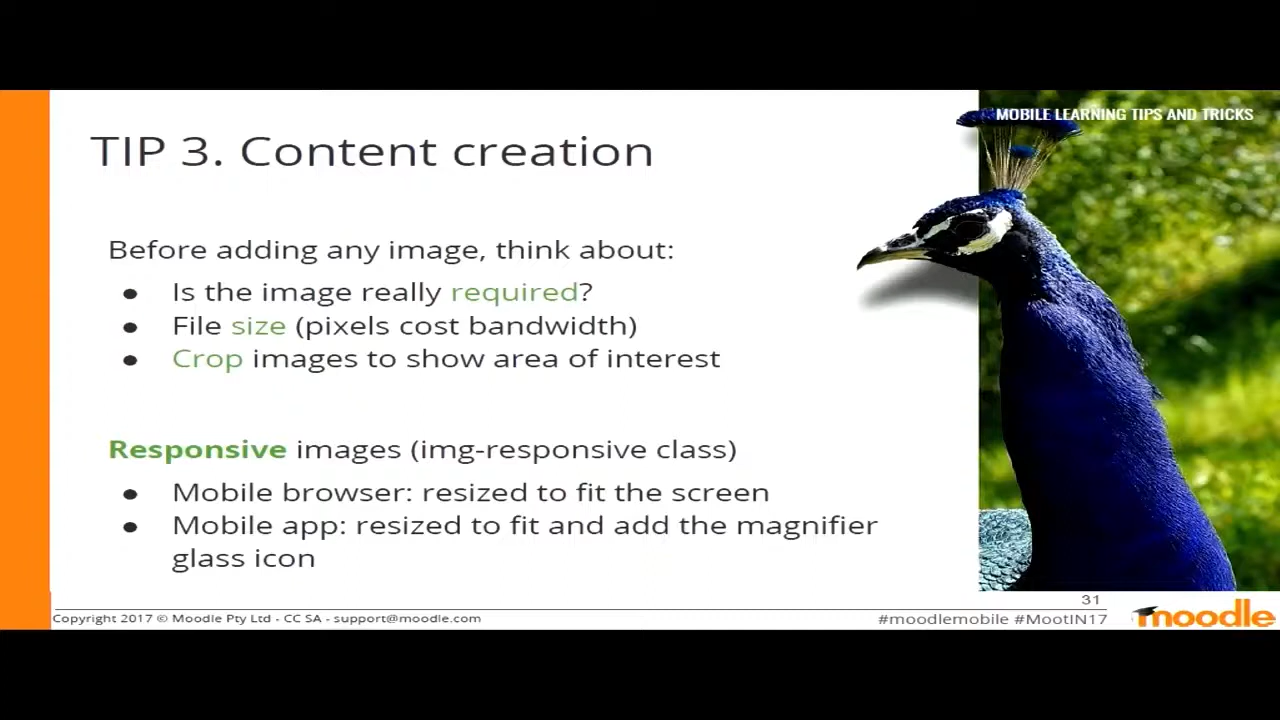 MOBILE LEARNING TIPS AND TRICKS
TIP 3. Content creation
Before adding any image, think about:
● Is the image really required?
● File size (pixels cost bandwidth)
● Crop images to show area of interest
Responsive images (img-responsive class)
● Mobile browser: resized to fit the screen
● Mobile app: resized to fit and add the magnifier
glass icon
31
Copyright 2017 © Moodle Pty Ltd - CC SA - support@moodle.com
#moodlemobile #MootIN17
moodle